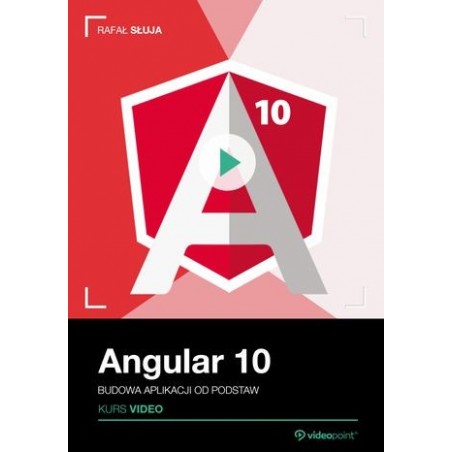 RAFAŁ SŁUJA
10
Angular 10
BUDOWA APLIKACJI OD PODSTAW
KURS VIDEO
videopoint